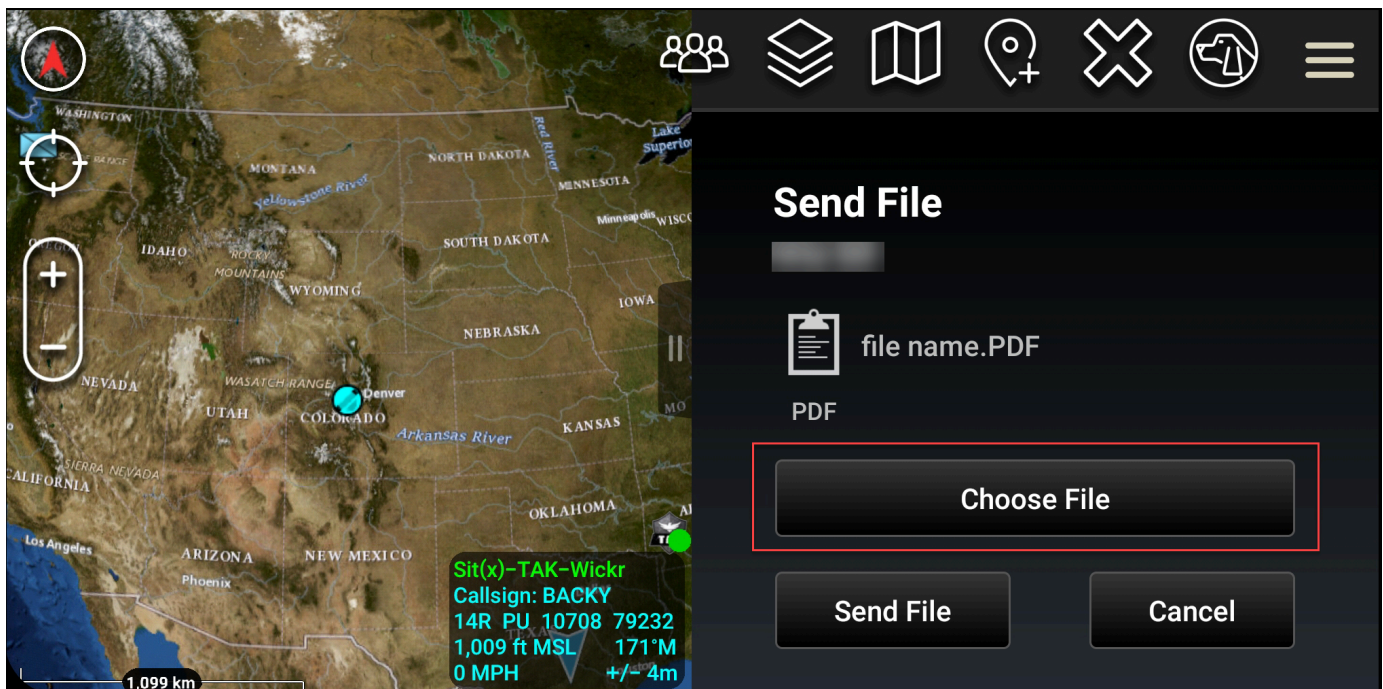 WASHINGTON
MONTANA
NORTH DAKOTA
Red River
Lake
Superio
Yellowstone River
MINNESOTA
Minneapolis
WISC
IDAHO
ROCKY
MOUNTAINS
SOUTH DAKOTA
WYOMING
IOWA
NEBRASKA
NEVADA
WASATCH RANGE
Denver
UTAH
COLORADO
MO
Arkansas River
KANSAS
SIERRA NEVADA
CALIFORNIA
OKLAHOMA
Los Angeles
ARIZONA
NEW MEXICO
Phoenix
Sit(x)-TAK-Wickr
Callsign: BACKY
14R PU 10708 79232
1,009 ft MSL 171°M
0 MPH +/- 4m
1,099 km
Send File
file name.PDF
PDF
Choose File
Send File
Cancel